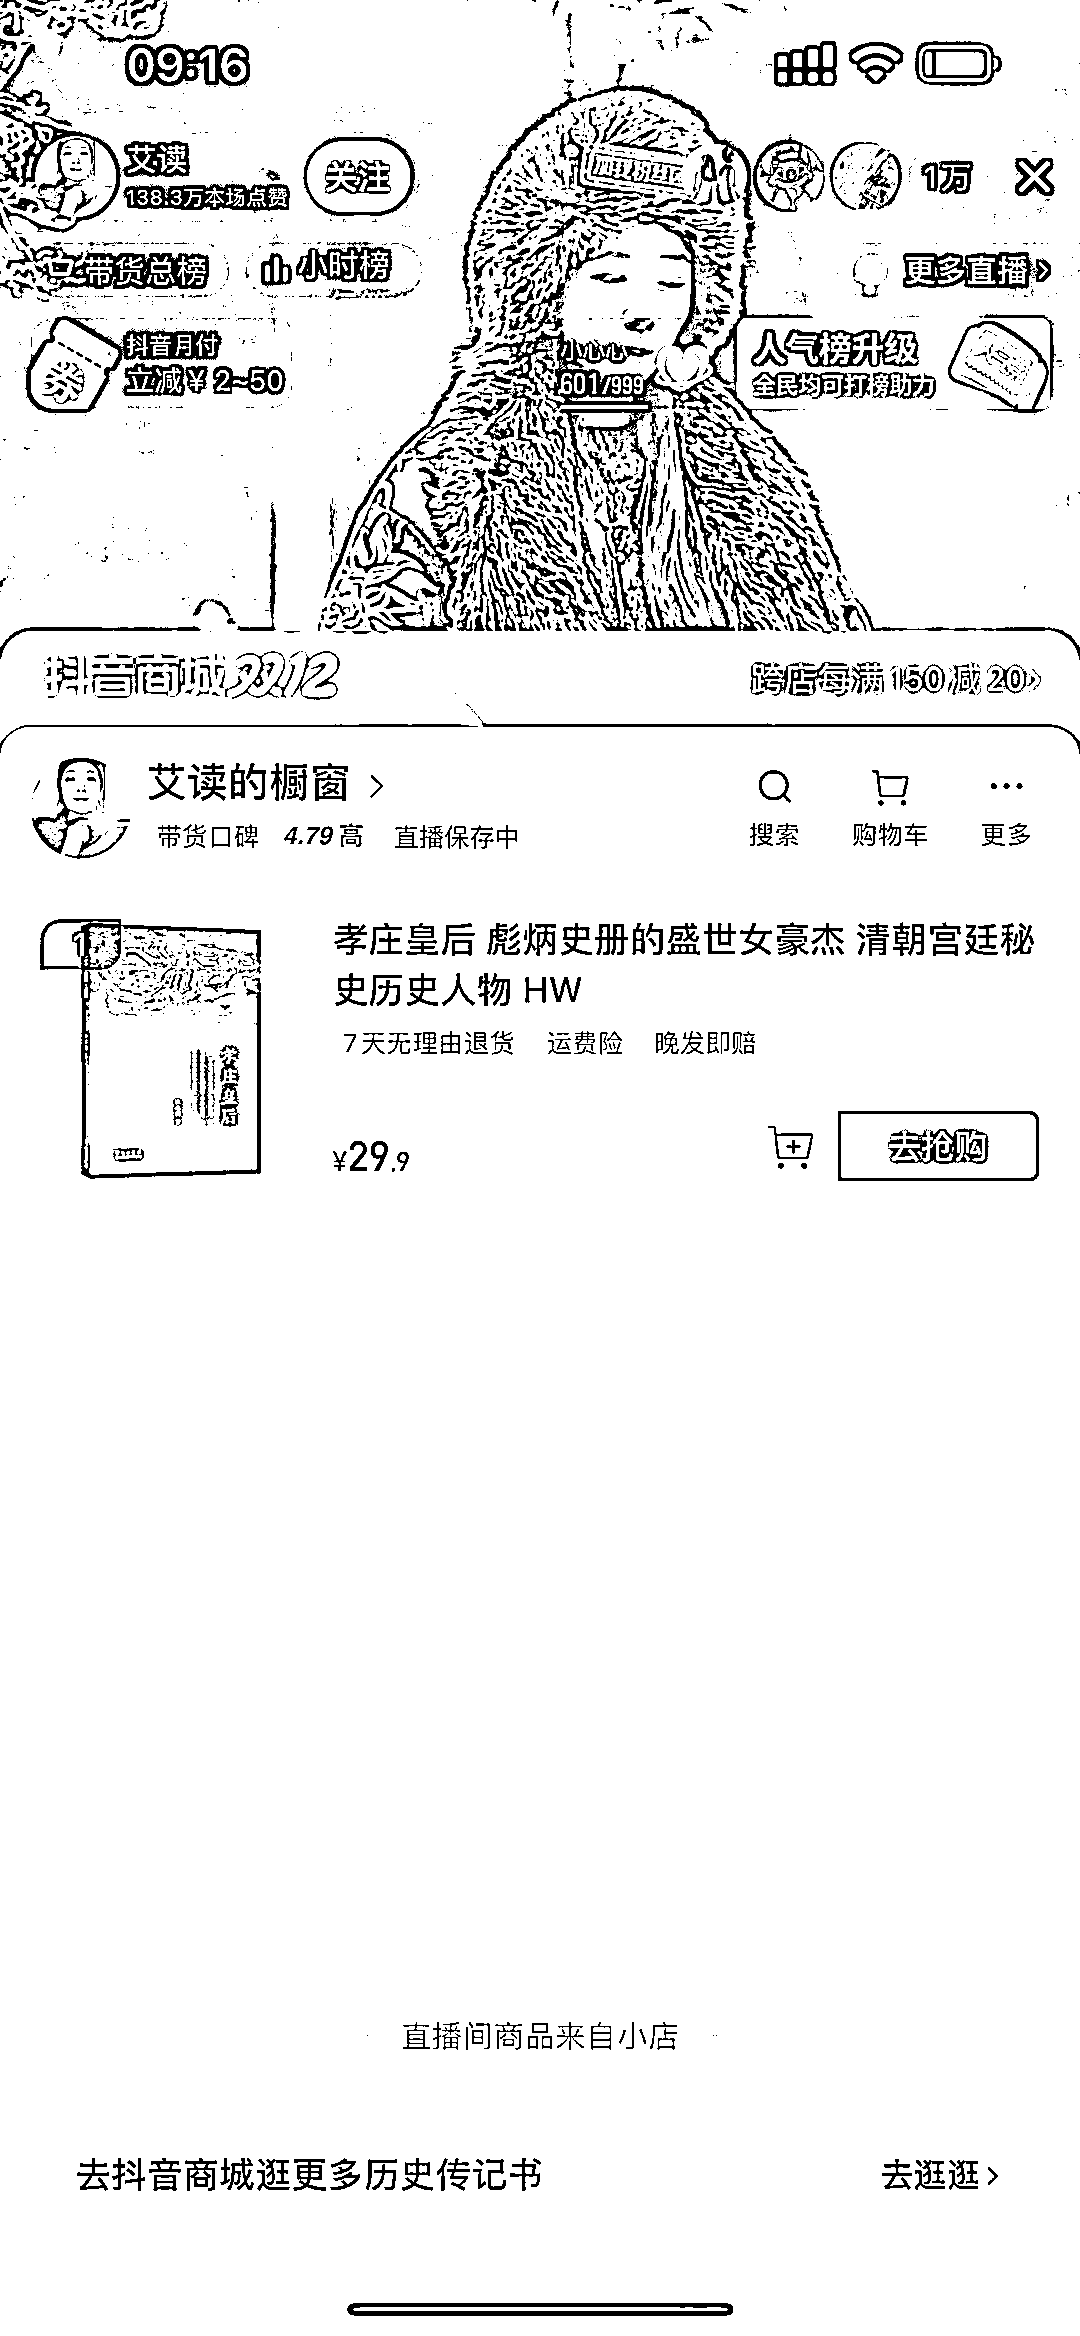 09:16
艾读
138.3万本场点赞
关注
1万
带货总榜
小时榜
更多直播
券
抖音月付
立减¥ 2~50
小心心
601/999
人气榜升级
全民均可打榜助力
抖音商城双12
跨店每满150减20
艾读的橱窗
带货口碑 4.79 高 直播保存中
搜索
购物车
更多
1
孝庄皇后 彪炳史册的盛世女豪杰 清朝宫廷秘
史历史人物 HW
7天无理由退货 运费险 晚发即赔
孝庄皇后
¥29.9
去抢购
直播间商品来自小店
去抖音商城逛更多历史传记书
去逛逛